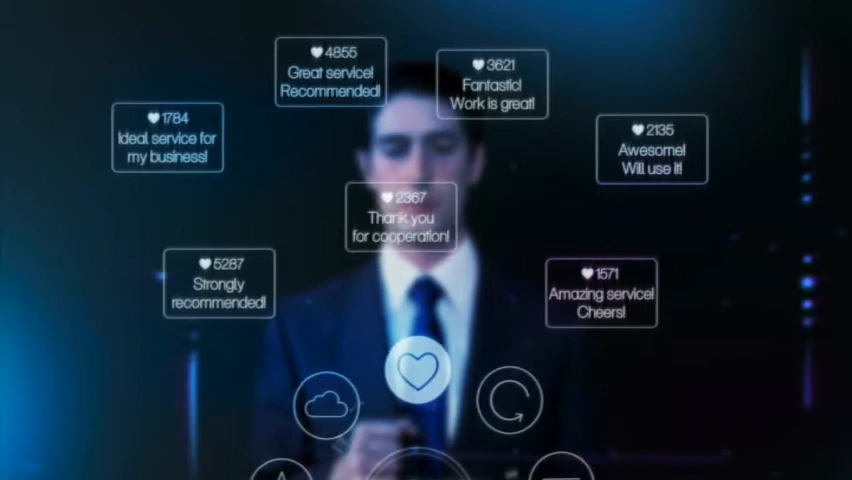 4855
Great service!
Recommended!
3621
Fantastic!
Work is great!
1784
Ideal service for
my business!
2135
Awesome!
Will use it!
2367
Thank you
for cooperation!
5287
Strongly
recommended!
1571
Amazing service!
Cheers!